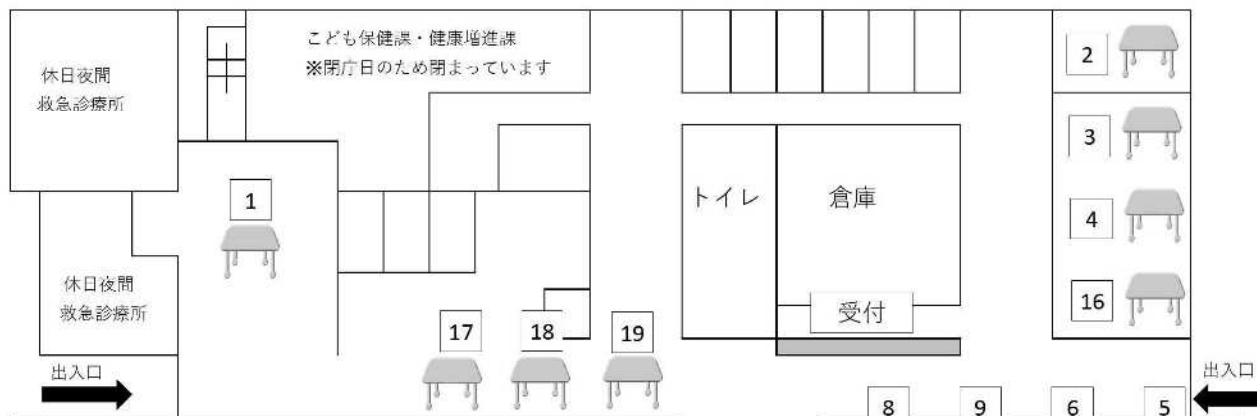 休日夜間
救急診療所
こども保健課・健康増進課
※閉庁日のため閉まっています
2
3
1
トイレ
倉庫
4
休日夜間
救急診療所
16
受付
17
18
19
出入口
出入口
8
9
6
5